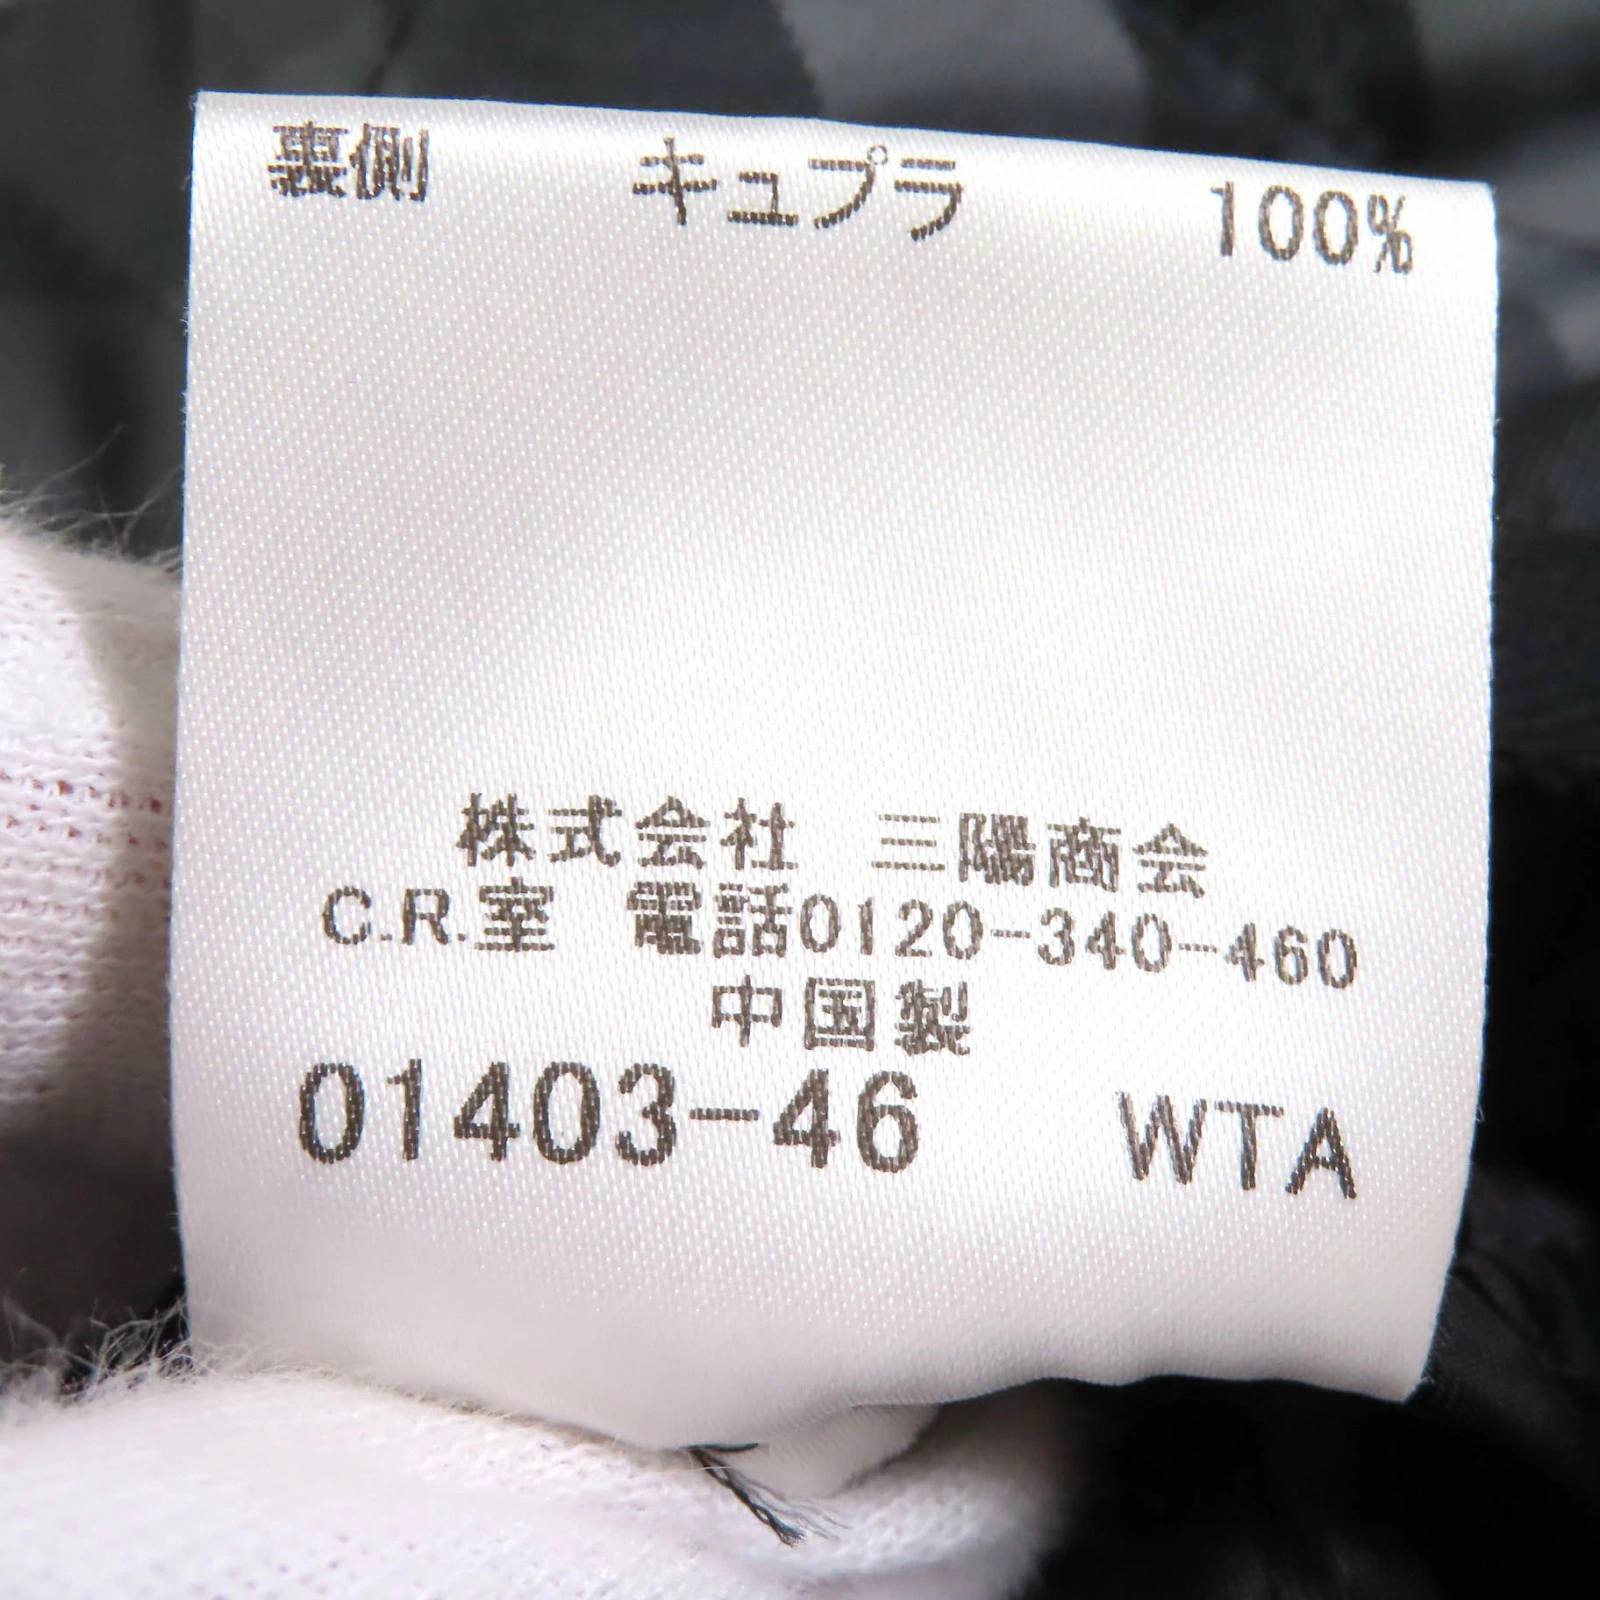 裏側 キュプラ 100%
株式会社 三陽商会
C.R.室 電話0120-340-460
中国製
01403-46 WTA